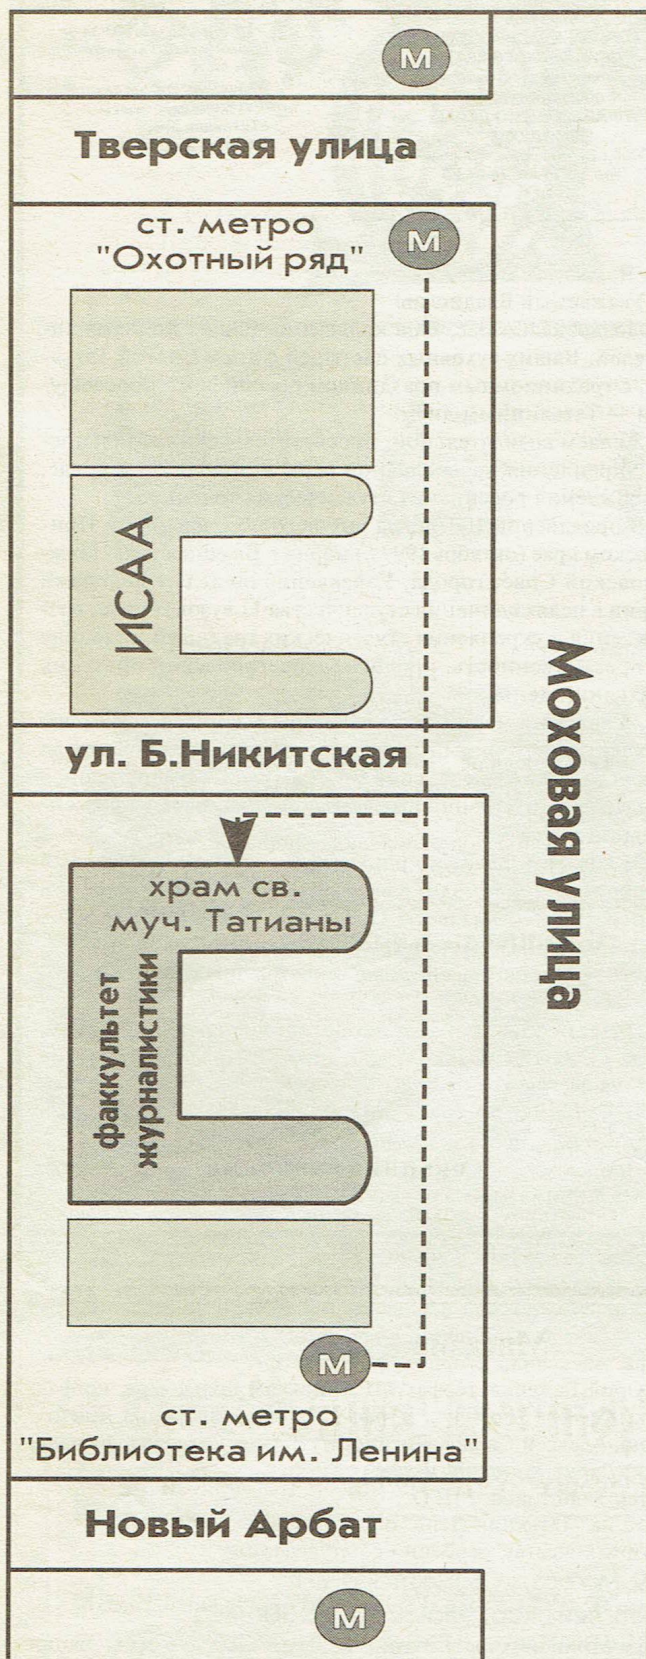 М
Тверская улица
ст. метро
"Охотный ряд"
М
ИСАА
Моховая улица
ул. Б.Никитская
храм св.
муч. Татианы
факкультет
журналистики
М
ст. метро
"Библиотека им. Ленина"
Новый Арбат
М